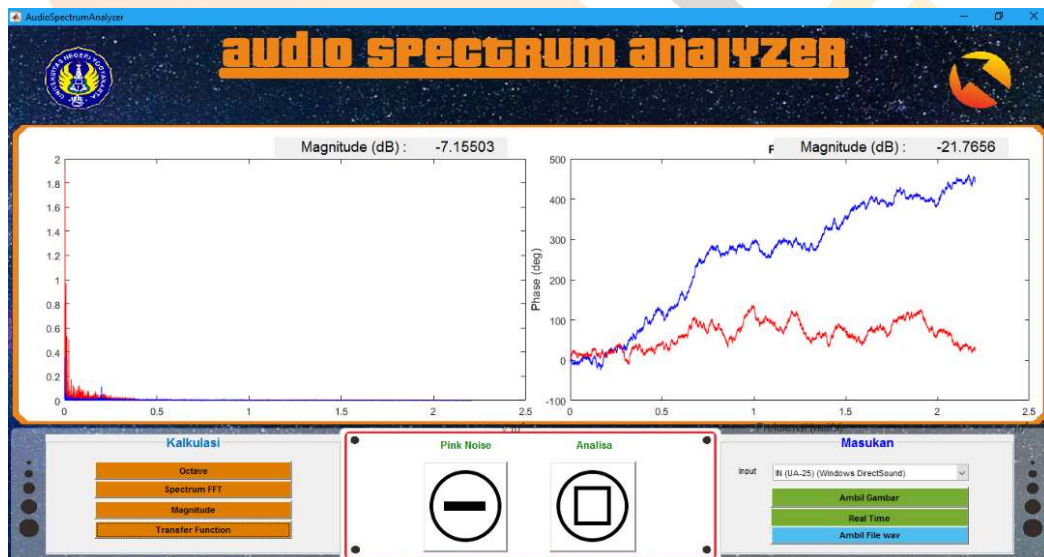 AudioSpectrumAnalyzer
audio spectrum analyzer
UNIVERSITAS NEGERI YOGYAKARTA
Magnitude (dB) : -7.15503
Magnitude (dB) : -21.7656
2
1.8
1.6
1.4
1.2
1
0.8
0.6
0.4
0.2
0
0 0.5 1 1.5 2 2.5
Phase (deg)
500
400
300
200
100
0
-100
0 0.5 1 1.5 2 2.5
Kalkulasi
Octave
Spectrum FFT
Magnitude
Transfer Function
Pink Noise
Analisa
Masukan
Input
IN (UA-25) (Windows DirectSound)
Ambil Gambar
Real Time
Ambil File wav